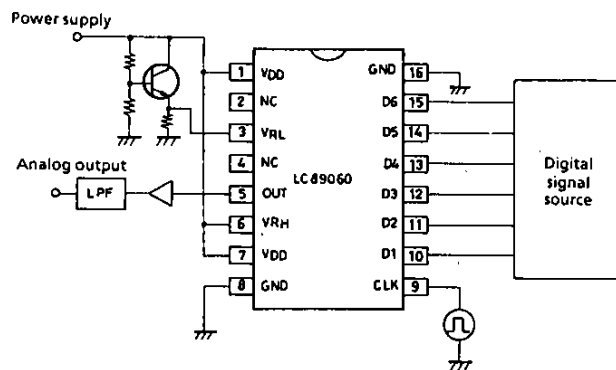 Power supply
Analog output
LPF
1 VDD
2 NC
3 VRL
4 NC
5 OUT
6 VRH
7 VDD
8 GND
LC89060
GND 16
D6 15
D5 14
D4 13
D3 12
D2 11
D1 10
CLK 9
Digital
signal
source